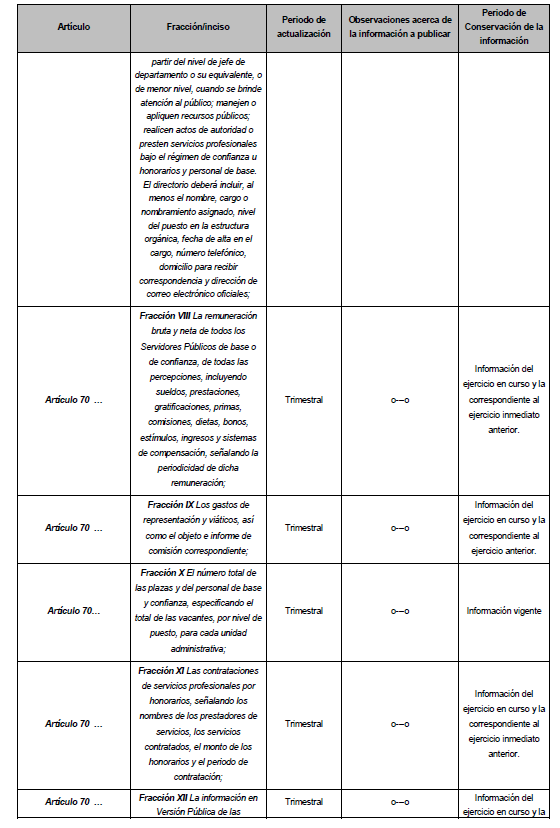 Artículo
Fracción/inciso
Periodo de
actualización
Observaciones acerca de
la información a publicar
Periodo de
Conservación de la
información
partir del nivel de jefe de
departamento o su equivalente, o
de menor nivel, cuando se brinde
atención al público; manejen o
apliquen recursos públicos;
realicen actos de autoridad o
presten servicios profesionales
bajo el régimen de confianza u
honorarios y personal de base.
El directorio deberá incluir, al
menos el nombre, cargo o
nombramiento asignado, nivel
del puesto en la estructura
orgánica, fecha de alta en el
cargo, número telefónico,
domicilio para recibir
correspondencia y dirección de
correo electrónico oficiales;
Artículo 70 …
Fracción VIII La remuneración
bruta y neta de todos los
Servidores Públicos de base o
de confianza, de todas las
percepciones, incluyendo
sueldos, prestaciones,
gratificaciones, primas,
comisiones, dietas, bonos,
estímulos, ingresos y sistemas
de compensación, señalando la
periodicidad de dicha
remuneración;
Trimestral
o---o
Información del
ejercicio en curso y la
correspondiente al
ejercicio inmediato
anterior.
Artículo 70 …
Fracción IX Los gastos de
representación y viáticos, así
como el objeto e informe de
comisión correspondiente;
Trimestral
o---o
Información del
ejercicio en curso y la
correspondiente al
ejercicio anterior.
Artículo 70…
Fracción X El número total de
las plazas y del personal de base
y confianza, especificando el
total de las vacantes, por nivel de
puesto, para cada unidad
administrativa;
Trimestral
o---o
Información vigente
Artículo 70 …
Fracción XI Las contrataciones
de servicios profesionales por
honorarios, señalando los
nombres de los prestadores de
servicios, los servicios
contratados, el monto de los
honorarios y el periodo de
contratación;
Trimestral
o---o
Información del
ejercicio en curso y la
correspondiente al
ejercicio inmediato
anterior.
Artículo 70 …
Fracción XII La información en
Versión Pública de las
Trimestral
o---o
Información del
ejercicio en curso y la